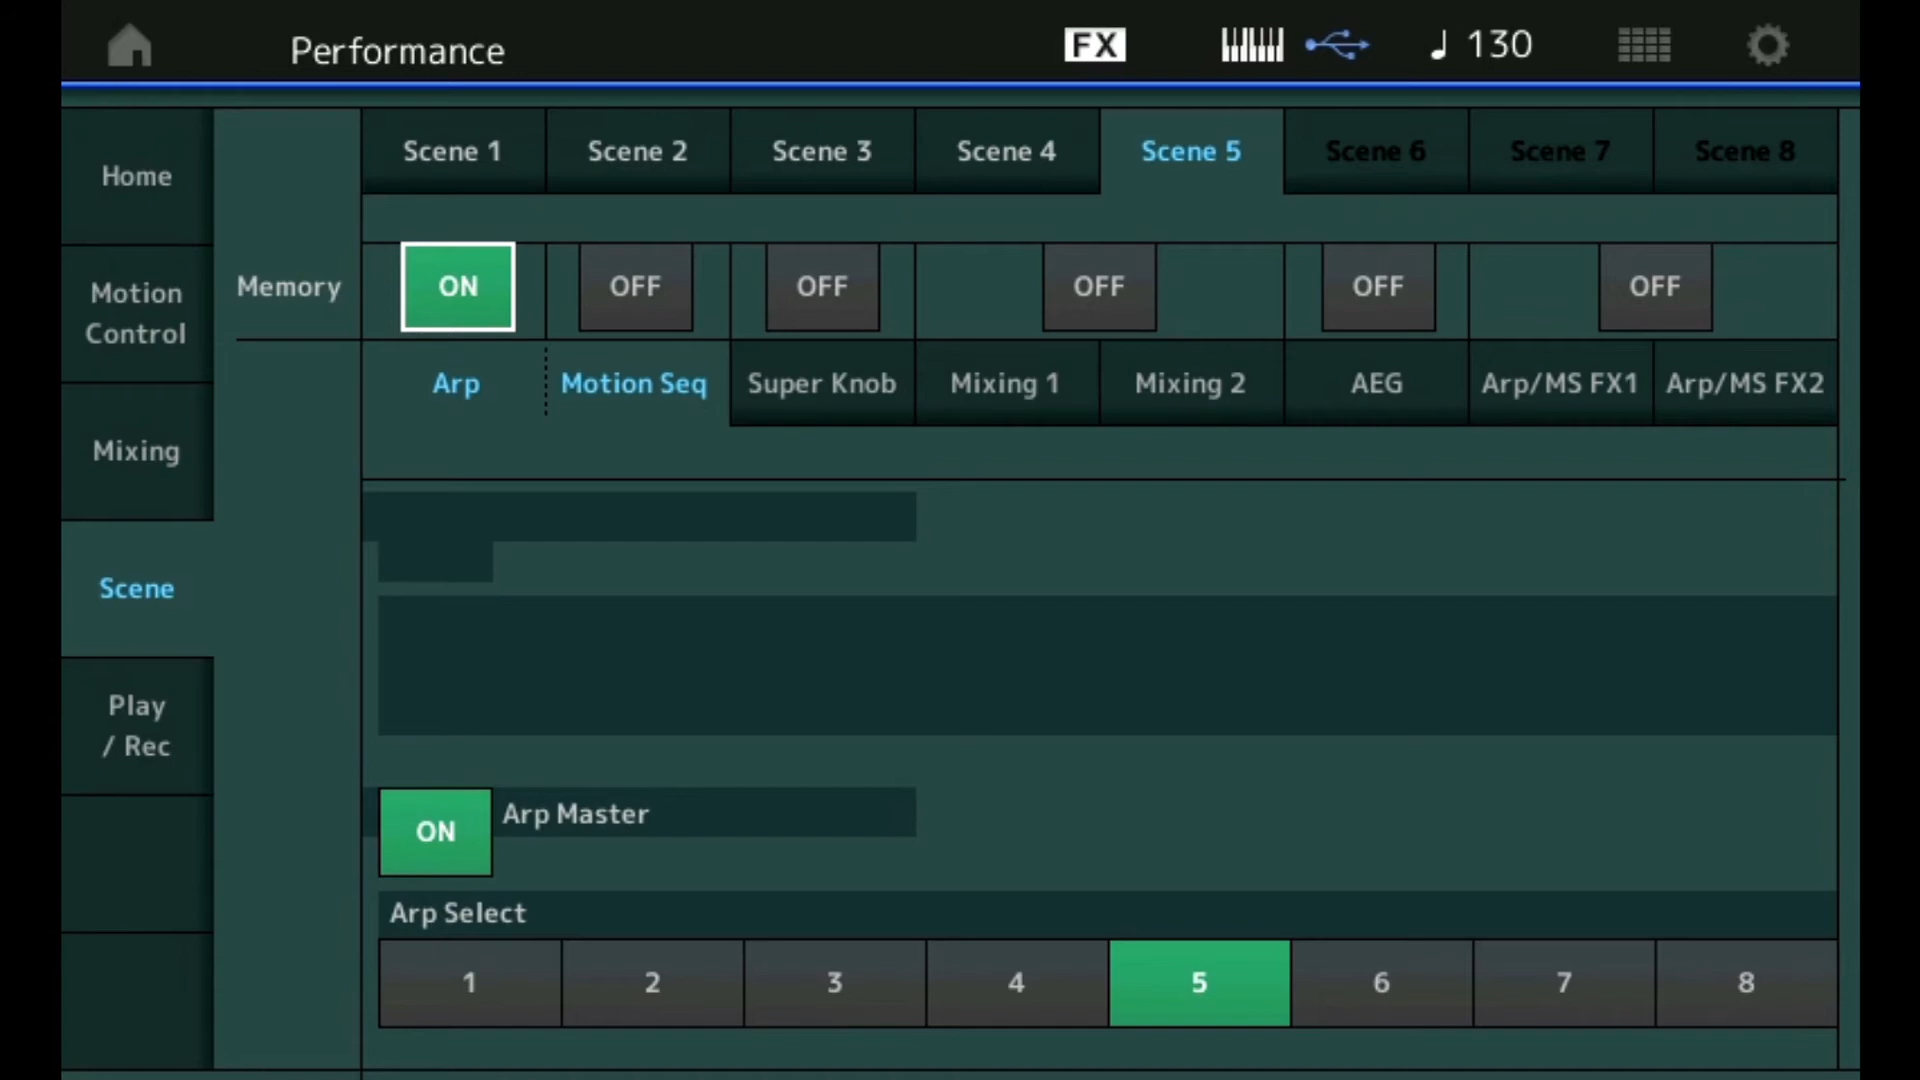 Performance
FX
♩ 130
Home
Motion
Control
Mixing
Scene
Play
/ Rec
Scene 1
Scene 2
Scene 3
Scene 4
Scene 5
Scene 6
Scene 7
Scene 8
Memory
ON
OFF
OFF
OFF
OFF
OFF
Arp
Motion Seq
Super Knob
Mixing 1
Mixing 2
AEG
Arp/MS FX1
Arp/MS FX2
ON
Arp Master
Arp Select
1
2
3
4
5
6
7
8